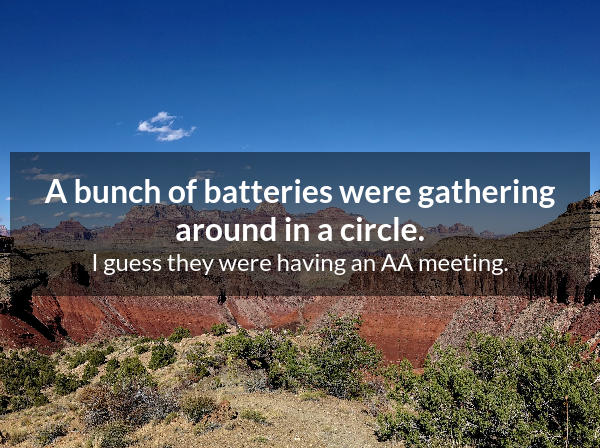 A bunch of batteries were gathering
around in a circle.
I guess they were having an AA meeting.